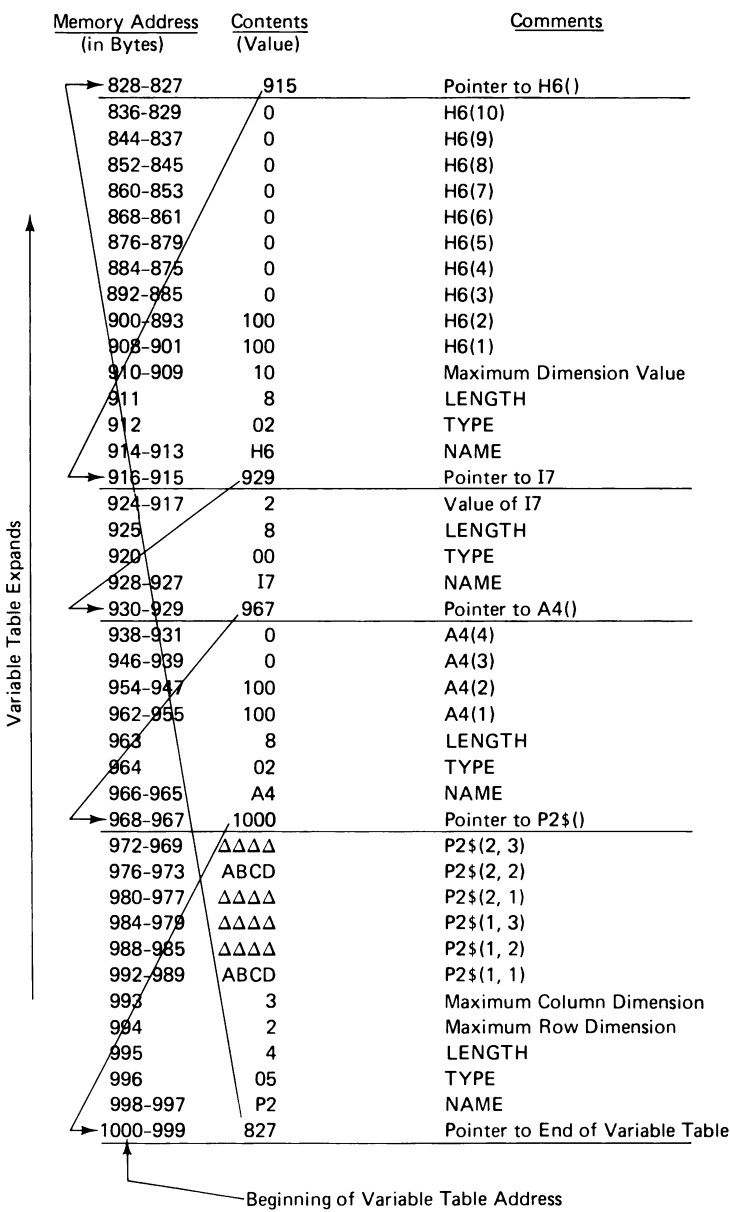 Memory Address Contents Comments
(in Bytes) (Value)
828-827 915 Pointer to H6()
836-829 0 H6(10)
844-837 0 H6(9)
852-845 0 H6(8)
860-853 0 H6(7)
868-861 0 H6(6)
876-879 0 H6(5)
884-875 0 H6(4)
892-885 0 H6(3)
900-893 100 H6(2)
908-901 100 H6(1)
910-909 10 Maximum Dimension Value
911 8 LENGTH
912 02 TYPE
914-913 H6 NAME
916-915 929 Pointer to I7
924-917 2 Value of I7
925 8 LENGTH
920 00 TYPE
928-927 I7 NAME
930-929 967 Pointer to A4()
938-931 0 A4(4)
946-939 0 A4(3)
954-947 100 A4(2)
962-955 100 A4(1)
963 8 LENGTH
964 02 TYPE
966-965 A4 NAME
968-967 1000 Pointer to P2$()
972-969 ΔΔΔΔ P2$(2, 3)
976-973 ABCD P2$(2, 2)
980-977 ΔΔΔΔ P2$(2, 1)
984-979 ΔΔΔΔ P2$(1, 3)
988-985 ΔΔΔΔ P2$(1, 2)
992-989 ABCD P2$(1, 1)
993 3 Maximum Column Dimension
994 2 Maximum Row Dimension
995 4 LENGTH
996 05 TYPE
998-997 P2 NAME
1000-999 827 Pointer to End of Variable Table
Beginning of Variable Table Address
Variable Table Expands